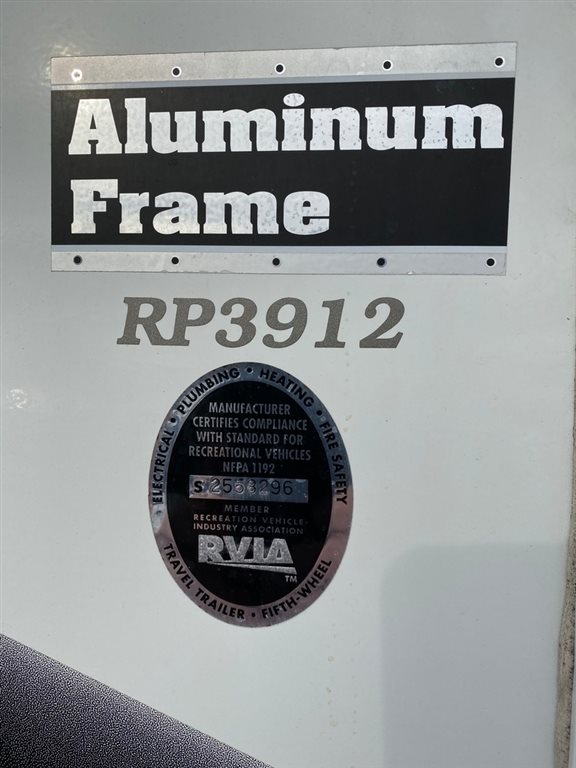 Aluminum
Frame
RP3912
ELECTRICAL • PLUMBING • HEATING • FIRE SAFETY
MANUFACTURER
CERTIFIES COMPLIANCE
WITH STANDARD FOR
RECREATIONAL VEHICLES
NFPA 1192
S 2553296
MEMBER
RECREATION VEHICLE
INDUSTRY ASSOCIATION
RVIA
TM
TRAVEL TRAILER • FIFTH-WHEEL